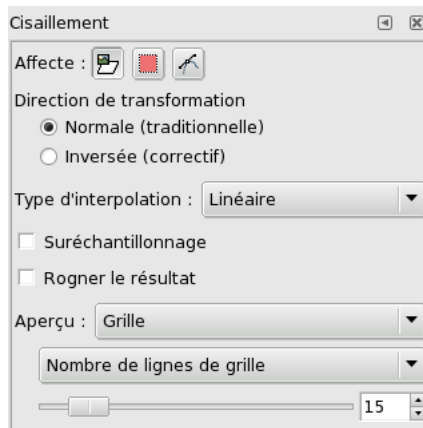 Cisaillement
Affecte :
Direction de transformation
Normale (traditionnelle)
Inversée (correctif)
Type d'interpolation : Linéaire
Suréchantillonnage
Rogner le résultat
Aperçu : Grille
Nombre de lignes de grille
15